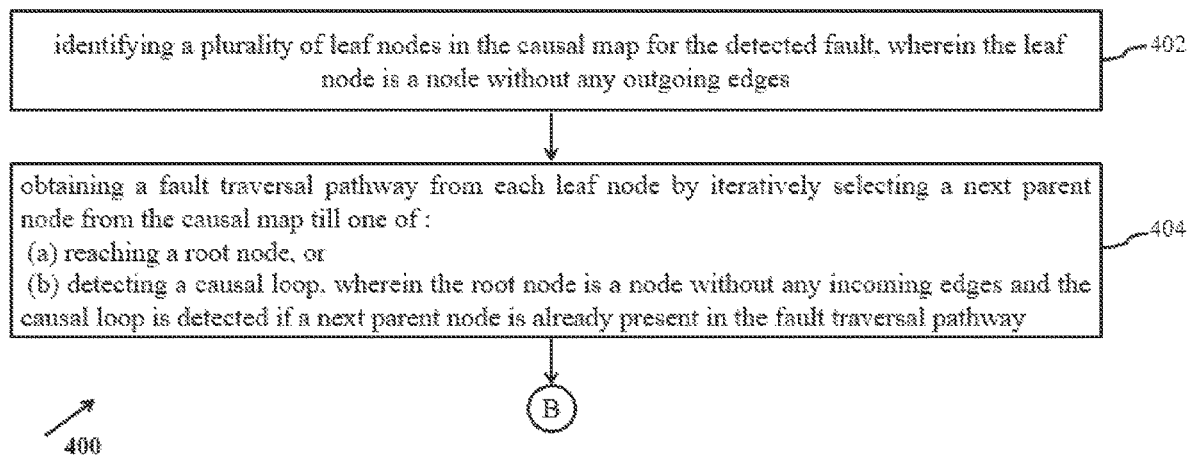 identifying a plurality of leaf nodes in the causal map for the detected fault, wherein the leaf
node is a node without any outgoing edges
402
obtaining a fault traversal pathway from each leaf node by iteratively selecting a next parent
node from the causal map till one of :
(a) reaching a root node, or
(b) detecting a causal loop, wherein the root node is a node without any incoming edges and the
causal loop is detected if a next parent node is already present in the fault traversal pathway
404
B
400